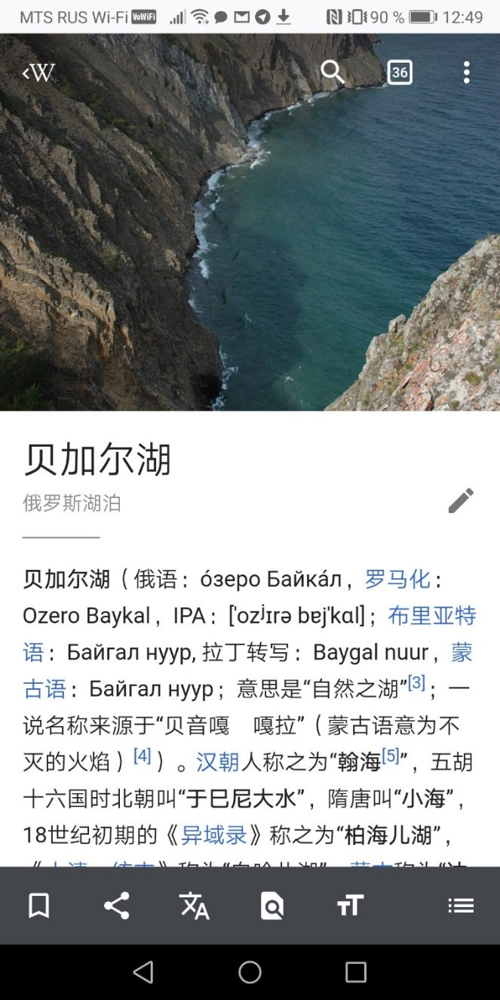 MTS RUS Wi-Fi VoWiFi 90 % 12:49
‹W 36
贝加尔湖
俄罗斯湖泊
贝加尔湖（俄语：óзеро Байкáл，罗马化：
Ozero Baykal，IPA：['ozʲɪrə bɐj'kɑl]；布里亚特
语：Байгал нуур, 拉丁转写：Baygal nuur，蒙
古语：Байгал нуур；意思是“自然之湖”[3]；一
说名称来源于“贝音嘎　嘎拉”（蒙古语意为不
灭的火焰）[4]）。汉朝人称之为“翰海[5]”，五胡
十六国时北朝叫“于巳尼大水”，隋唐叫“小海”，
18世纪初期的《异域录》称之为“柏海儿湖”，